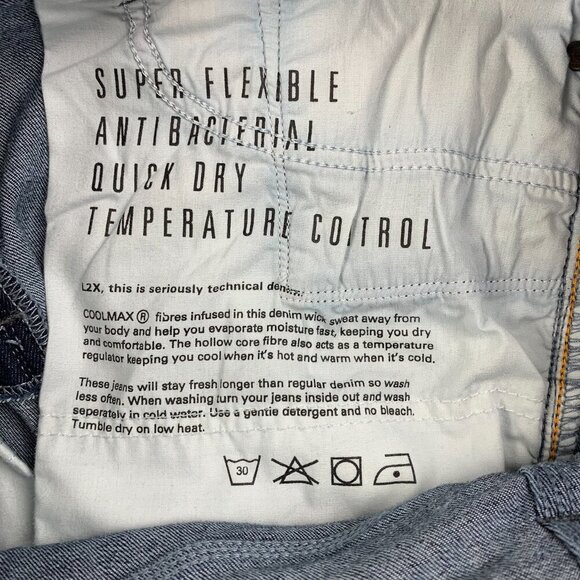 SUPER FLEXIBLE
ANTIBACTERIAL
QUICK DRY
TEMPERATURE CONTROL
L2X, this is seriously technical denim.
COOLMAX ® fibres infused in this denim wick sweat away from
your body and help you evaporate moisture fast, keeping you dry
and comfortable. The hollow core fibre also acts as a temperature
regulator keeping you cool when it's hot and warm when it's cold.
These jeans will stay fresh longer than regular denim so wash
less often. When washing turn your jeans inside out and wash
seperately in cold water. Use a gentle detergent and no bleach.
Tumble dry on low heat.
30